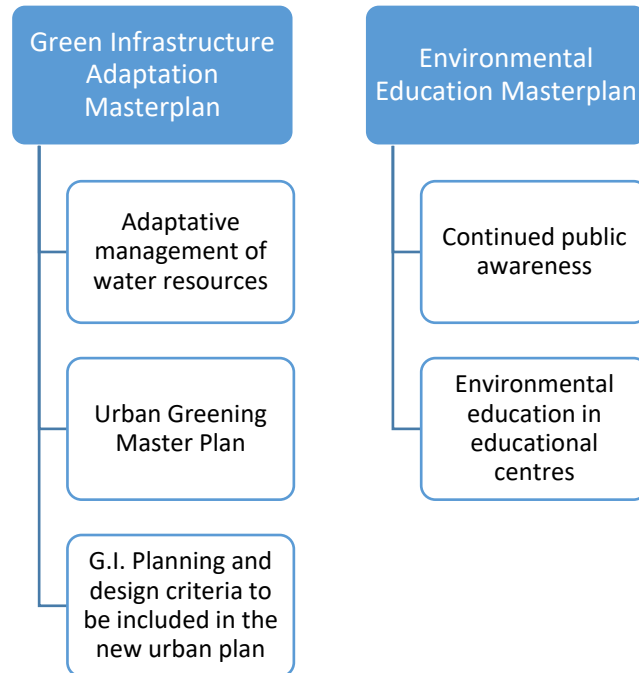 Green Infrastructure
Adaptation
Masterplan
Adaptative
management of
water resources
Urban Greening
Master Plan
G.I. Planning and
design criteria to
be included in the
new urban plan
Environmental
Education Masterplan
Continued public
awareness
Environmental
education in
educational
centres